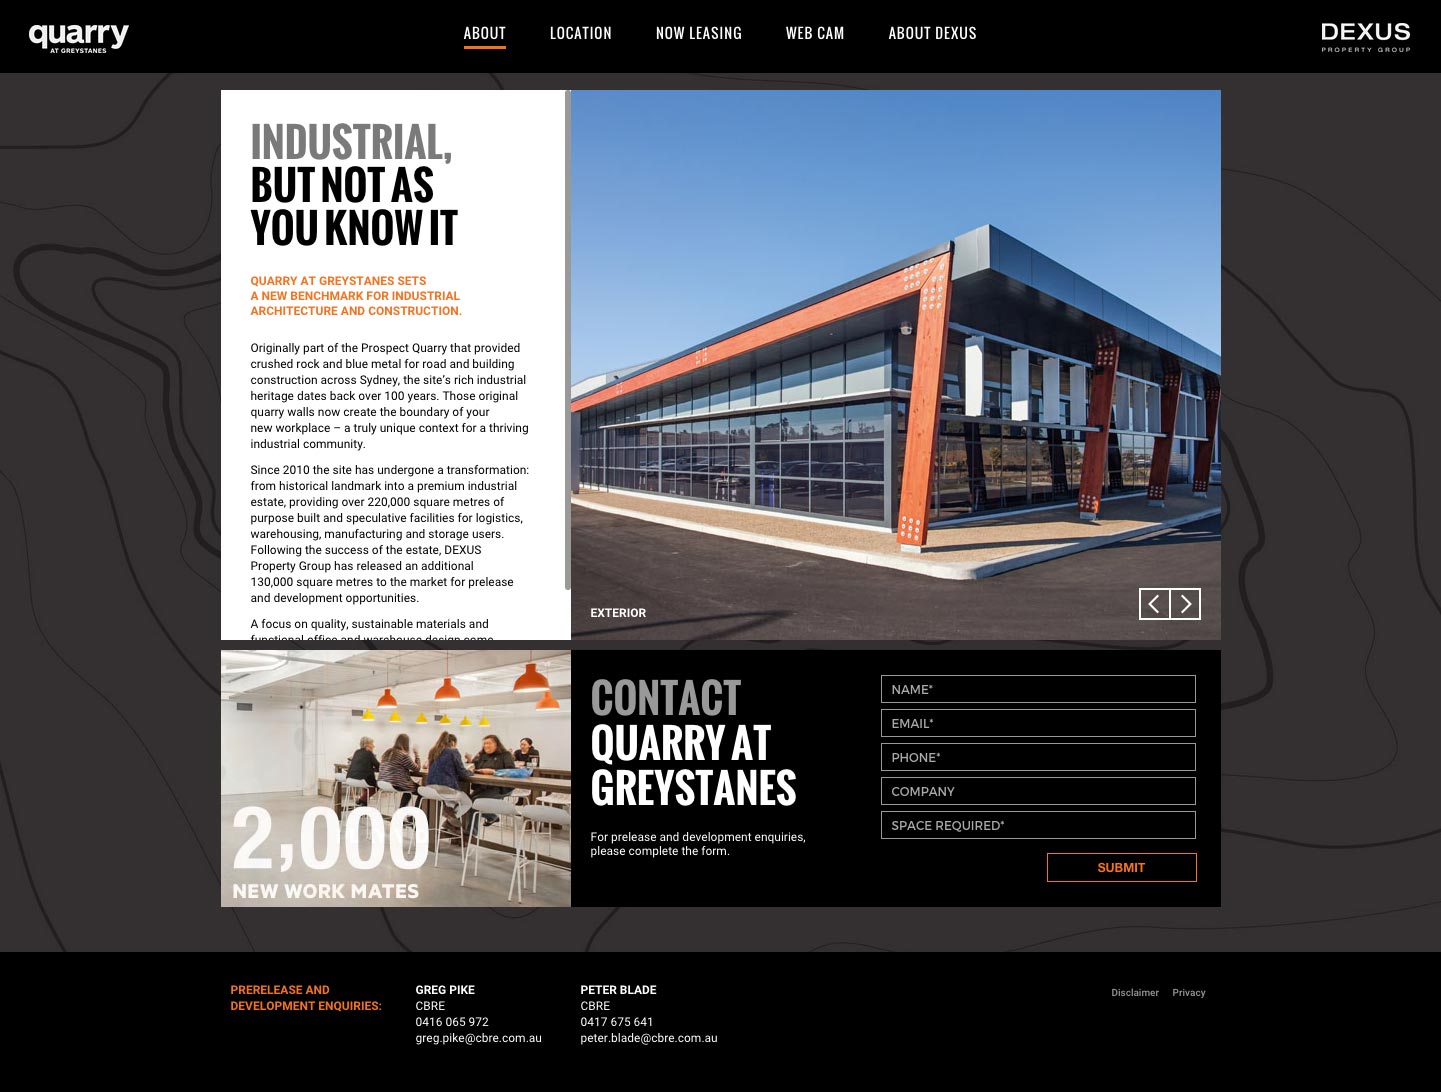 quarry
AT GREYSTANES
ABOUT
LOCATION
NOW LEASING
WEB CAM
ABOUT DEXUS
DEXUS
PROPERTY GROUP
INDUSTRIAL,
BUT NOT AS
YOU KNOW IT
QUARRY AT GREYSTANES SETS
A NEW BENCHMARK FOR INDUSTRIAL
ARCHITECTURE AND CONSTRUCTION.
Originally part of the Prospect Quarry that provided
crushed rock and blue metal for road and building
construction across Sydney, the site's rich industrial
heritage dates back over 100 years. Those original
quarry walls now create the boundary of your
new workplace – a truly unique context for a thriving
industrial community.
Since 2010 the site has undergone a transformation:
from historical landmark into a premium industrial
estate, providing over 220,000 square metres of
purpose built and speculative facilities for logistics,
warehousing, manufacturing and storage users.
Following the success of the estate, DEXUS
Property Group has released an additional
130,000 square metres to the market for prelease
and development opportunities.
A focus on quality, sustainable materials and
functional office and warehouse design come
EXTERIOR
2,000
NEW WORK MATES
CONTACT
QUARRY AT
GREYSTANES
For prelease and development enquiries,
please complete the form.
NAME*
EMAIL*
PHONE*
COMPANY
SPACE REQUIRED*
SUBMIT
PRERELEASE AND
DEVELOPMENT ENQUIRIES:
GREG PIKE
CBRE
0416 065 972
greg.pike@cbre.com.au
PETER BLADE
CBRE
0417 675 641
peter.blade@cbre.com.au
Disclaimer
Privacy